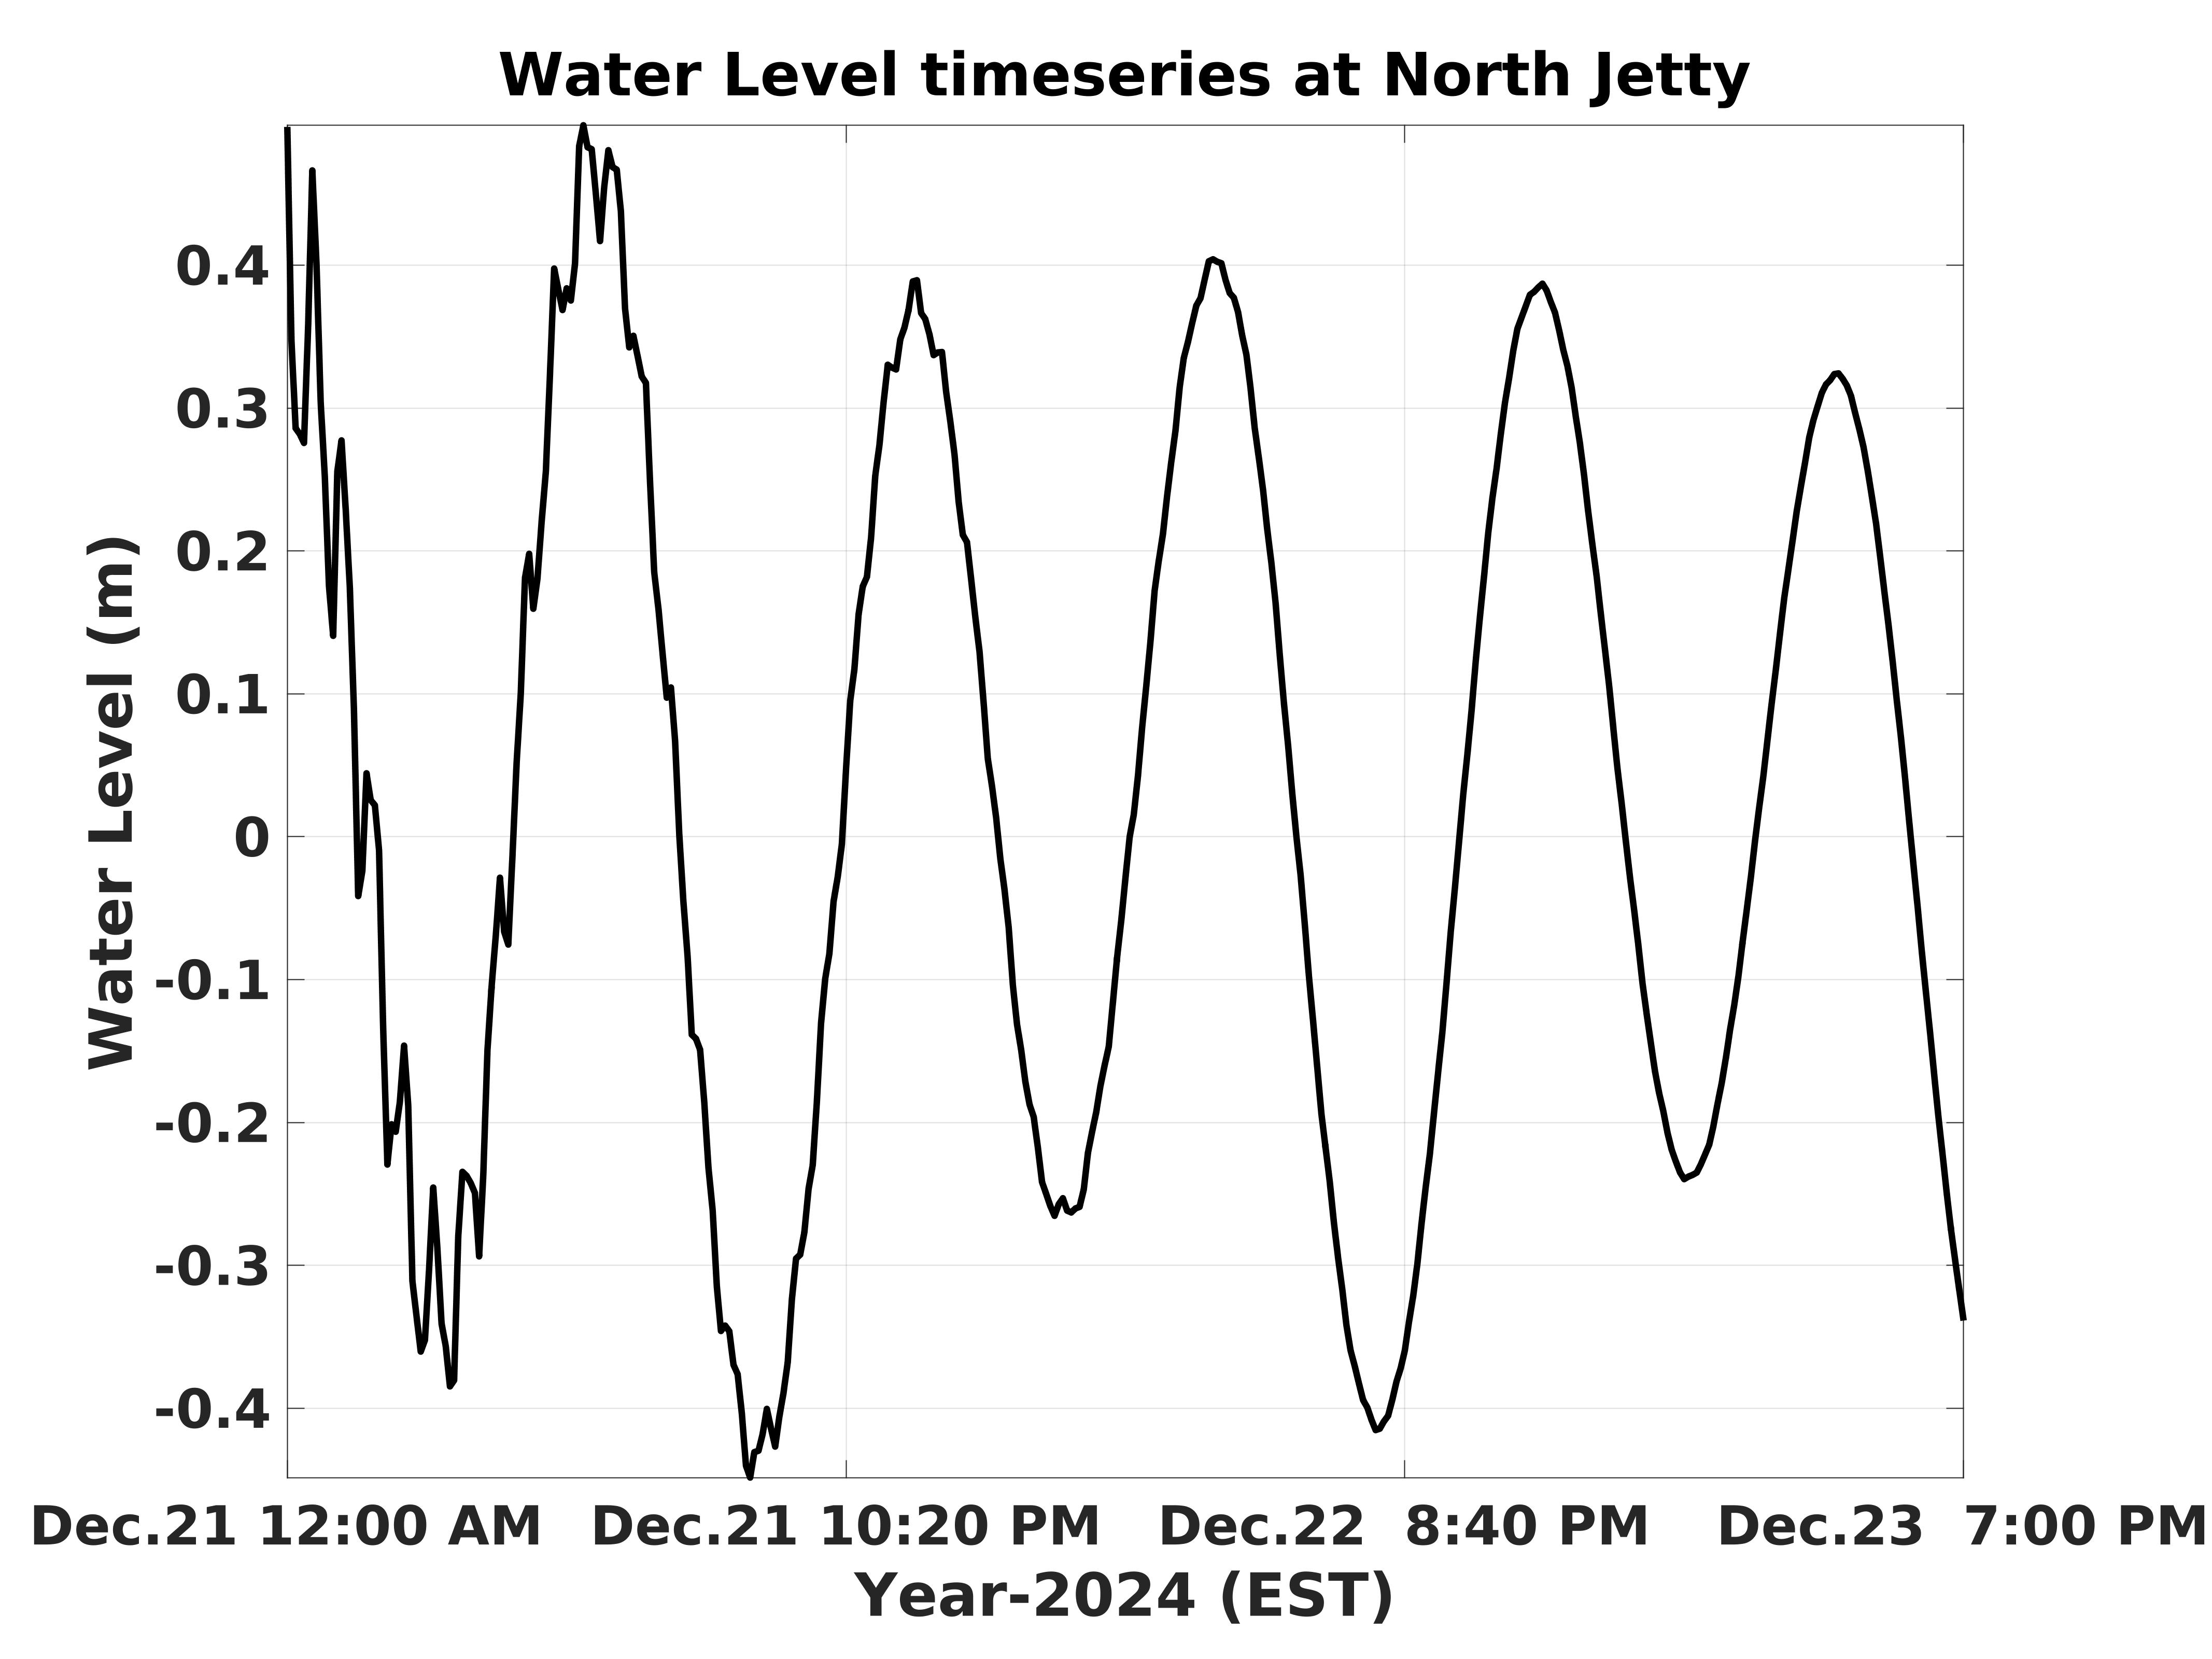 Water Level timeseries at North Jetty
Water Level (m)
0.4
0.3
0.2
0.1
0
-0.1
-0.2
-0.3
-0.4
Dec.21 12:00 AM Dec.21 10:20 PM Dec.22 8:40 PM Dec.23 7:00 PM
Year-2024 (EST)